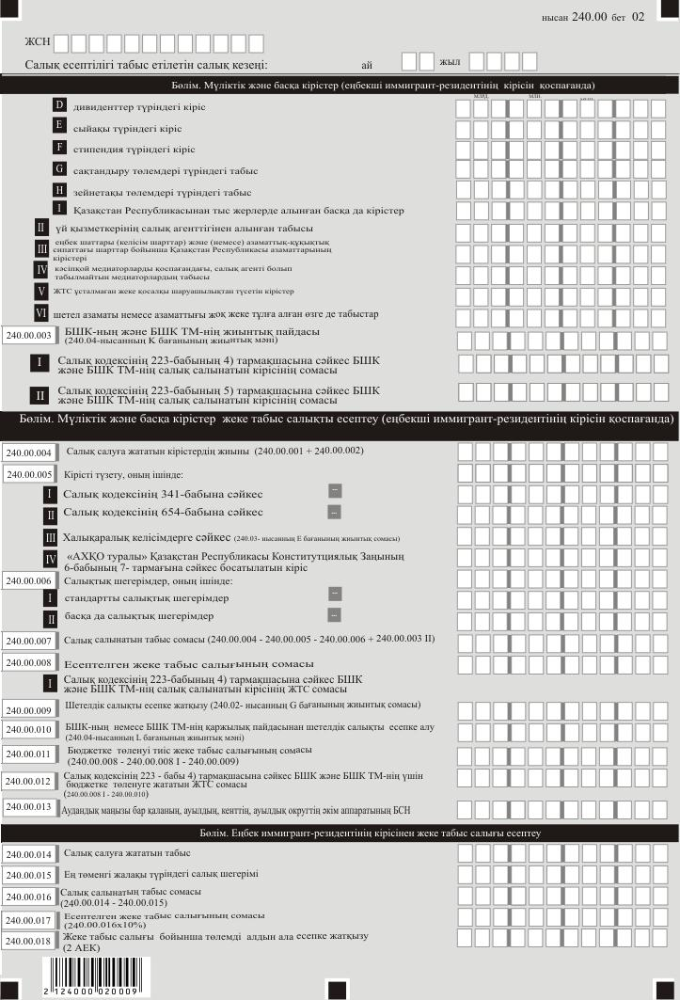 нысан 240.00 бет 02
ЖСН
Салық есептілігі табыс етілетін салық кезеңі: ай жыл
Бөлім. Мүліктік және басқа кірістер (еңбекші иммигрант-резидентінің кірісін қоспағанда)
МЛРД. МЛН.
D дивиденттер түріндегі кіріс
E сыйақы түріндегі кіріс
F стипендия түріндегі кіріс
G сақтандыру төлемдері түріндегі табыс
H зейнетақы төлемдері түріндегі табыс
I Қазақстан Республикасынан тыс жерлерде алынған басқа да кірістер
II үй қызметкерінің салық агенттігінен алынған табысы
еңбек шаттары (келісім шарттар) және (немесе) азаматтық-құқықтық
III сипаттағы шарттар бойынша Қазақстан Республикасы азаматтарының
кірістері
IV кәсіпқой медиаторларды қоспағандағы, салық агенті болып
табылмайтын медиаторлардың табысы
V ЖТС ұсталмаған жеке қосалқы шаруашылықтан түсетін кірістер
VI шетел азаматы немесе азаматтығы жоқ жеке тұлға алған өзге де табыстар
240.00.003 БШК-ның және БШК ТМ-нің жиынтық пайдасы
(240.04-нысанның K бағанының жиынтық мәні)
I Салық кодексінің 223-бабының 4) тармақшасына сәйкес БШК
және БШК ТМ-нің салық салынатын кірісінің сомасы
Салық кодексінің 223-бабының 5) тармақшасына сәйкес БШК
II және БШК ТМ-нің салық салынатын кірісінің сомасы
Бөлім. Мүліктік және басқа кірістер жеке табыс салықты есептеу (еңбекші иммигрант-резидентінің кірісін қоспағанда)
240.00.004 Салық салуға жататын кірістердің жиыны (240.00.001 + 240.00.002)
240.00.005 Кірісті түзету, оның ішінде:
I Салық кодексінің 341-бабына сәйкес
II Салық кодексінің 654-бабына сәйкес
III Халықаралық келісімдерге сәйкес (240.03- нысанның E бағанының жиынтық сомасы)
IV «АХҚО туралы» Қазақстан Республикасы Конституциялық Заңының
6-бабының 7- тармағына сәйкес босатылатын кіріс
240.00.006 Салықтық шегерімдер, оның ішінде:
I стандартты салықтық шегерімдер
II басқа да салықтық шегерімдер
240.00.007 Салық салынатын табыс сомасы (240.00.004 - 240.00.005 - 240.00.006 + 240.00.003 II)
240.00.008 Есептелген жеке табыс салығының сомасы
I Салық кодексінің 223-бабының 4) тармақшасына сәйкес БШК
және БШК ТМ-нің салық салынатын кірісінің ЖТС сомасы
240.00.009 Шетелдік салықты есепке жатқызу (240.02- нысанның G бағанының жиынтық сомасы)
240.00.010 БШК-ның немесе БШК ТМ-нің қаржылық пайдасынан шетелдік салықты есепке алу
(240.04-нысанның L бағанының жиынтық мәні)
240.00.011 Бюджетке төленуі тиіс жеке табыс салығының сомасы
(240.00.008 - 240.00.008 I - 240.00.009)
240.00.012 Салық кодексінің 223 - бабы 4) тармақшасына сәйкес БШК және БШК ТМ-нің үшін
бюджетке төленуге жататын ЖТС сомасы
(240.00.008 I - 240.00.010)
240.00.013 Аудандық маңызы бар қаланың, ауылдың, кенттің, ауылдық округтің әкім аппаратының БСН
Бөлім. Еңбек иммигрант-резидентінің кірісінен жеке табыс салығы есептеу
240.00.014 Салық салуға жататын табыс
240.00.015 Ең төменгі жалақы түріндегі салық шегерімі
240.00.016 Салық салынатын табыс сомасы
(240.00.014 - 240.00.015)
240.00.017 Есептелген жеке табыс салығының сомасы
(240.00.016x10%)
240.00.018 Жеке табыс салығы бойынша төлемді алдын ала есепке жатқызу
(2 АЕК)
2 124000 020009